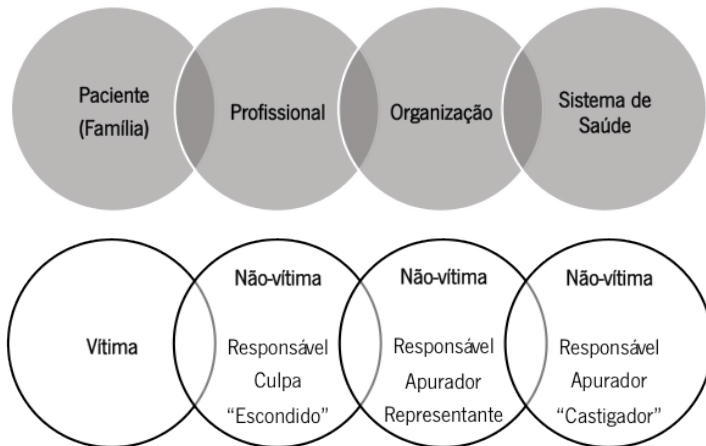 Paciente
(Família)
Profissional
Organização
Sistema de
Saúde
Vítima
Não-vítima
Responsável
Culpa
“Escondido”
Não-vítima
Responsável
Apurador
Representante
Não-vítima
Responsável
Apurador
“Castigador”